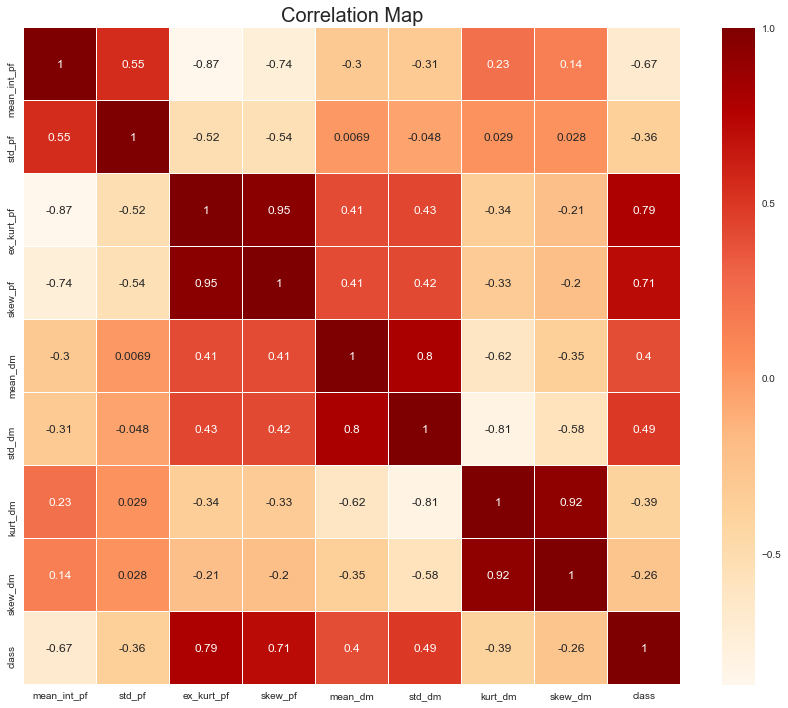 Correlation Map
mean_int_pf 1 0.55 -0.87 -0.74 -0.3 -0.31 0.23 0.14 -0.67
std_pf 0.55 1 -0.52 -0.54 0.0069 -0.048 0.029 0.028 -0.36
ex_kurt_pf -0.87 -0.52 1 0.95 0.41 0.43 -0.34 -0.21 0.79
skew_pf -0.74 -0.54 0.95 1 0.41 0.42 -0.33 -0.2 0.71
mean_dm -0.3 0.0069 0.41 0.41 1 0.8 -0.62 -0.35 0.4
std_dm -0.31 -0.048 0.43 0.42 0.8 1 -0.81 -0.58 0.49
kurt_dm 0.23 0.029 -0.34 -0.33 -0.62 -0.81 1 0.92 -0.39
skew_dm 0.14 0.028 -0.21 -0.2 -0.35 -0.58 0.92 1 -0.26
class -0.67 -0.36 0.79 0.71 0.4 0.49 -0.39 -0.26 1
mean_int_pf std_pf ex_kurt_pf skew_pf mean_dm std_dm kurt_dm skew_dm class
1.0
0.5
0.0
−0.5